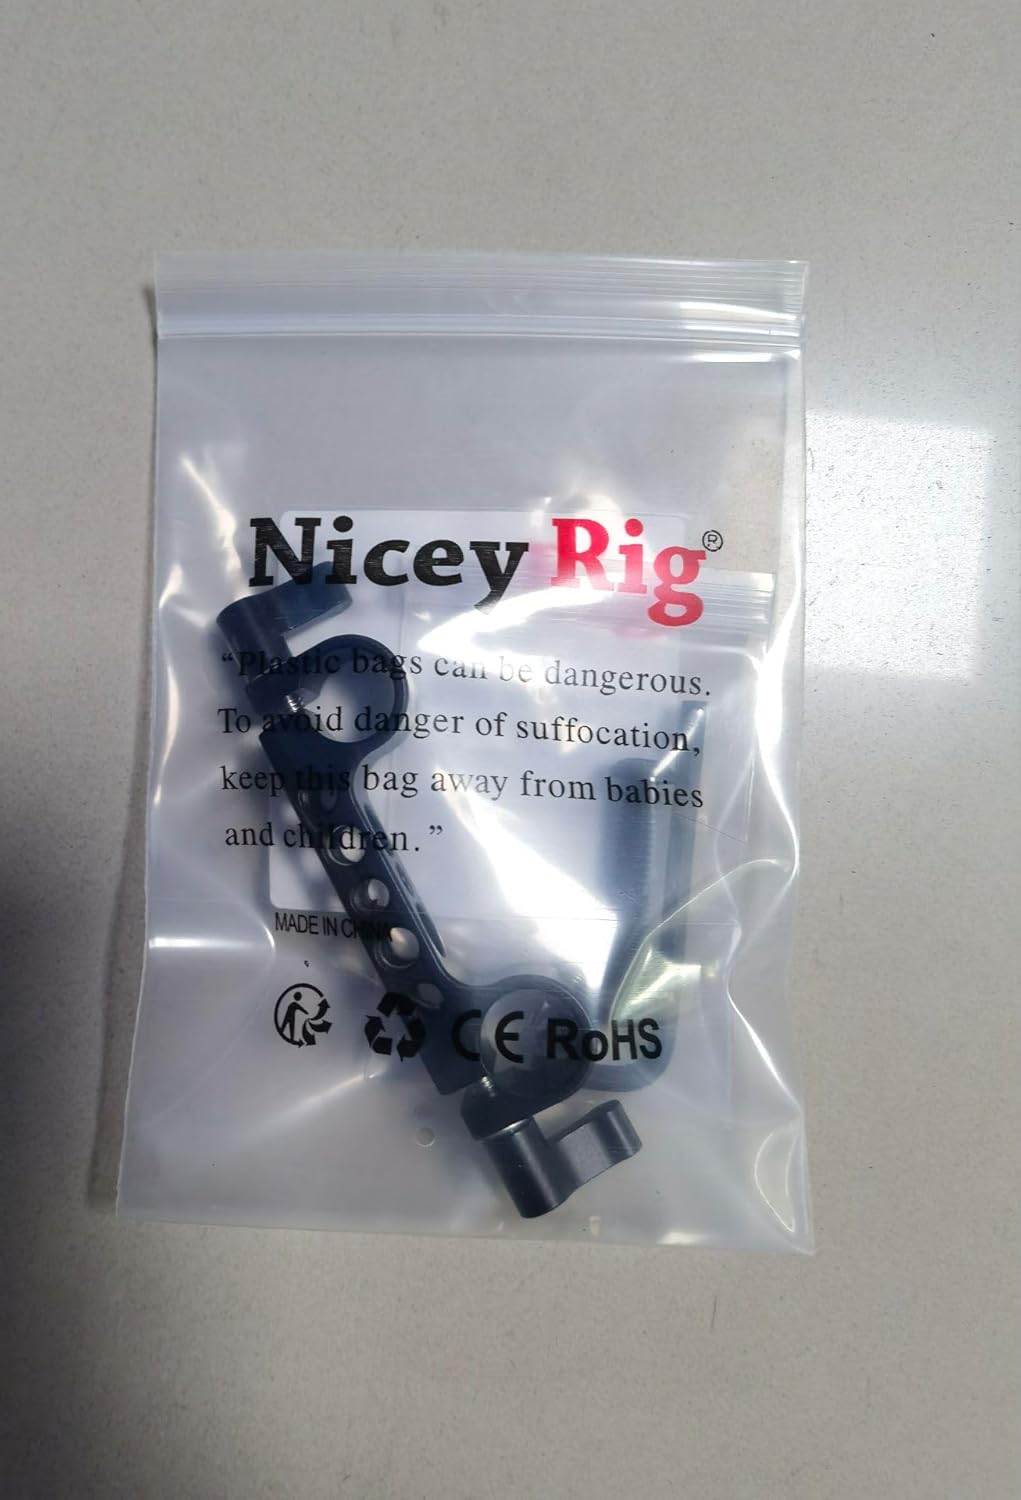 Nicey Rig®
“Plastic bags can be dangerous.
To avoid danger of suffocation,
keep this bag away from babies
and children.”
MADE IN CHINA
CE RoHS